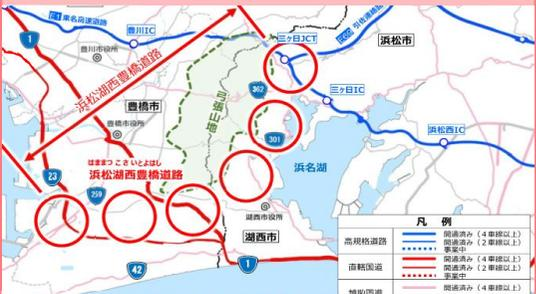 E1 東名高速道路
1
豊川IC
豊川市役所
三ヶ日JCT
浜松市
浜松湖西豊橋道路
豊橋市
豊橋市役所
弓張山地
362
三ヶ日IC
301
浜松西IC
はままつこさいとよはし
浜松湖西豊橋道路
23
259
浜名湖
湖西市役所
湖西市
42
1
凡 例
高規格道路
開通済み（4車線以上）
開通済み（2車線以上）
事業中
直轄国道
開通済み（4車線以上）
開通済み（2車線以上）
事業中
補助国道
開通済み（4車線以上）